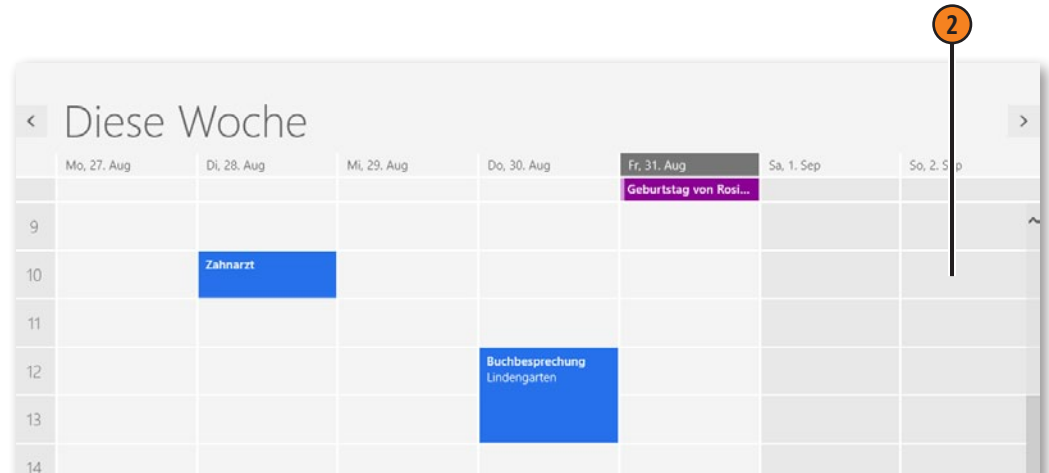 2
< Diese Woche >
Mo, 27. Aug Di, 28. Aug Mi, 29. Aug Do, 30. Aug Fr, 31. Aug Sa, 1. Sep So, 2. Sep
Geburtstag von Rosi...
9
10 Zahnarzt
11
12 Buchbesprechung
Lindengarten
13
14